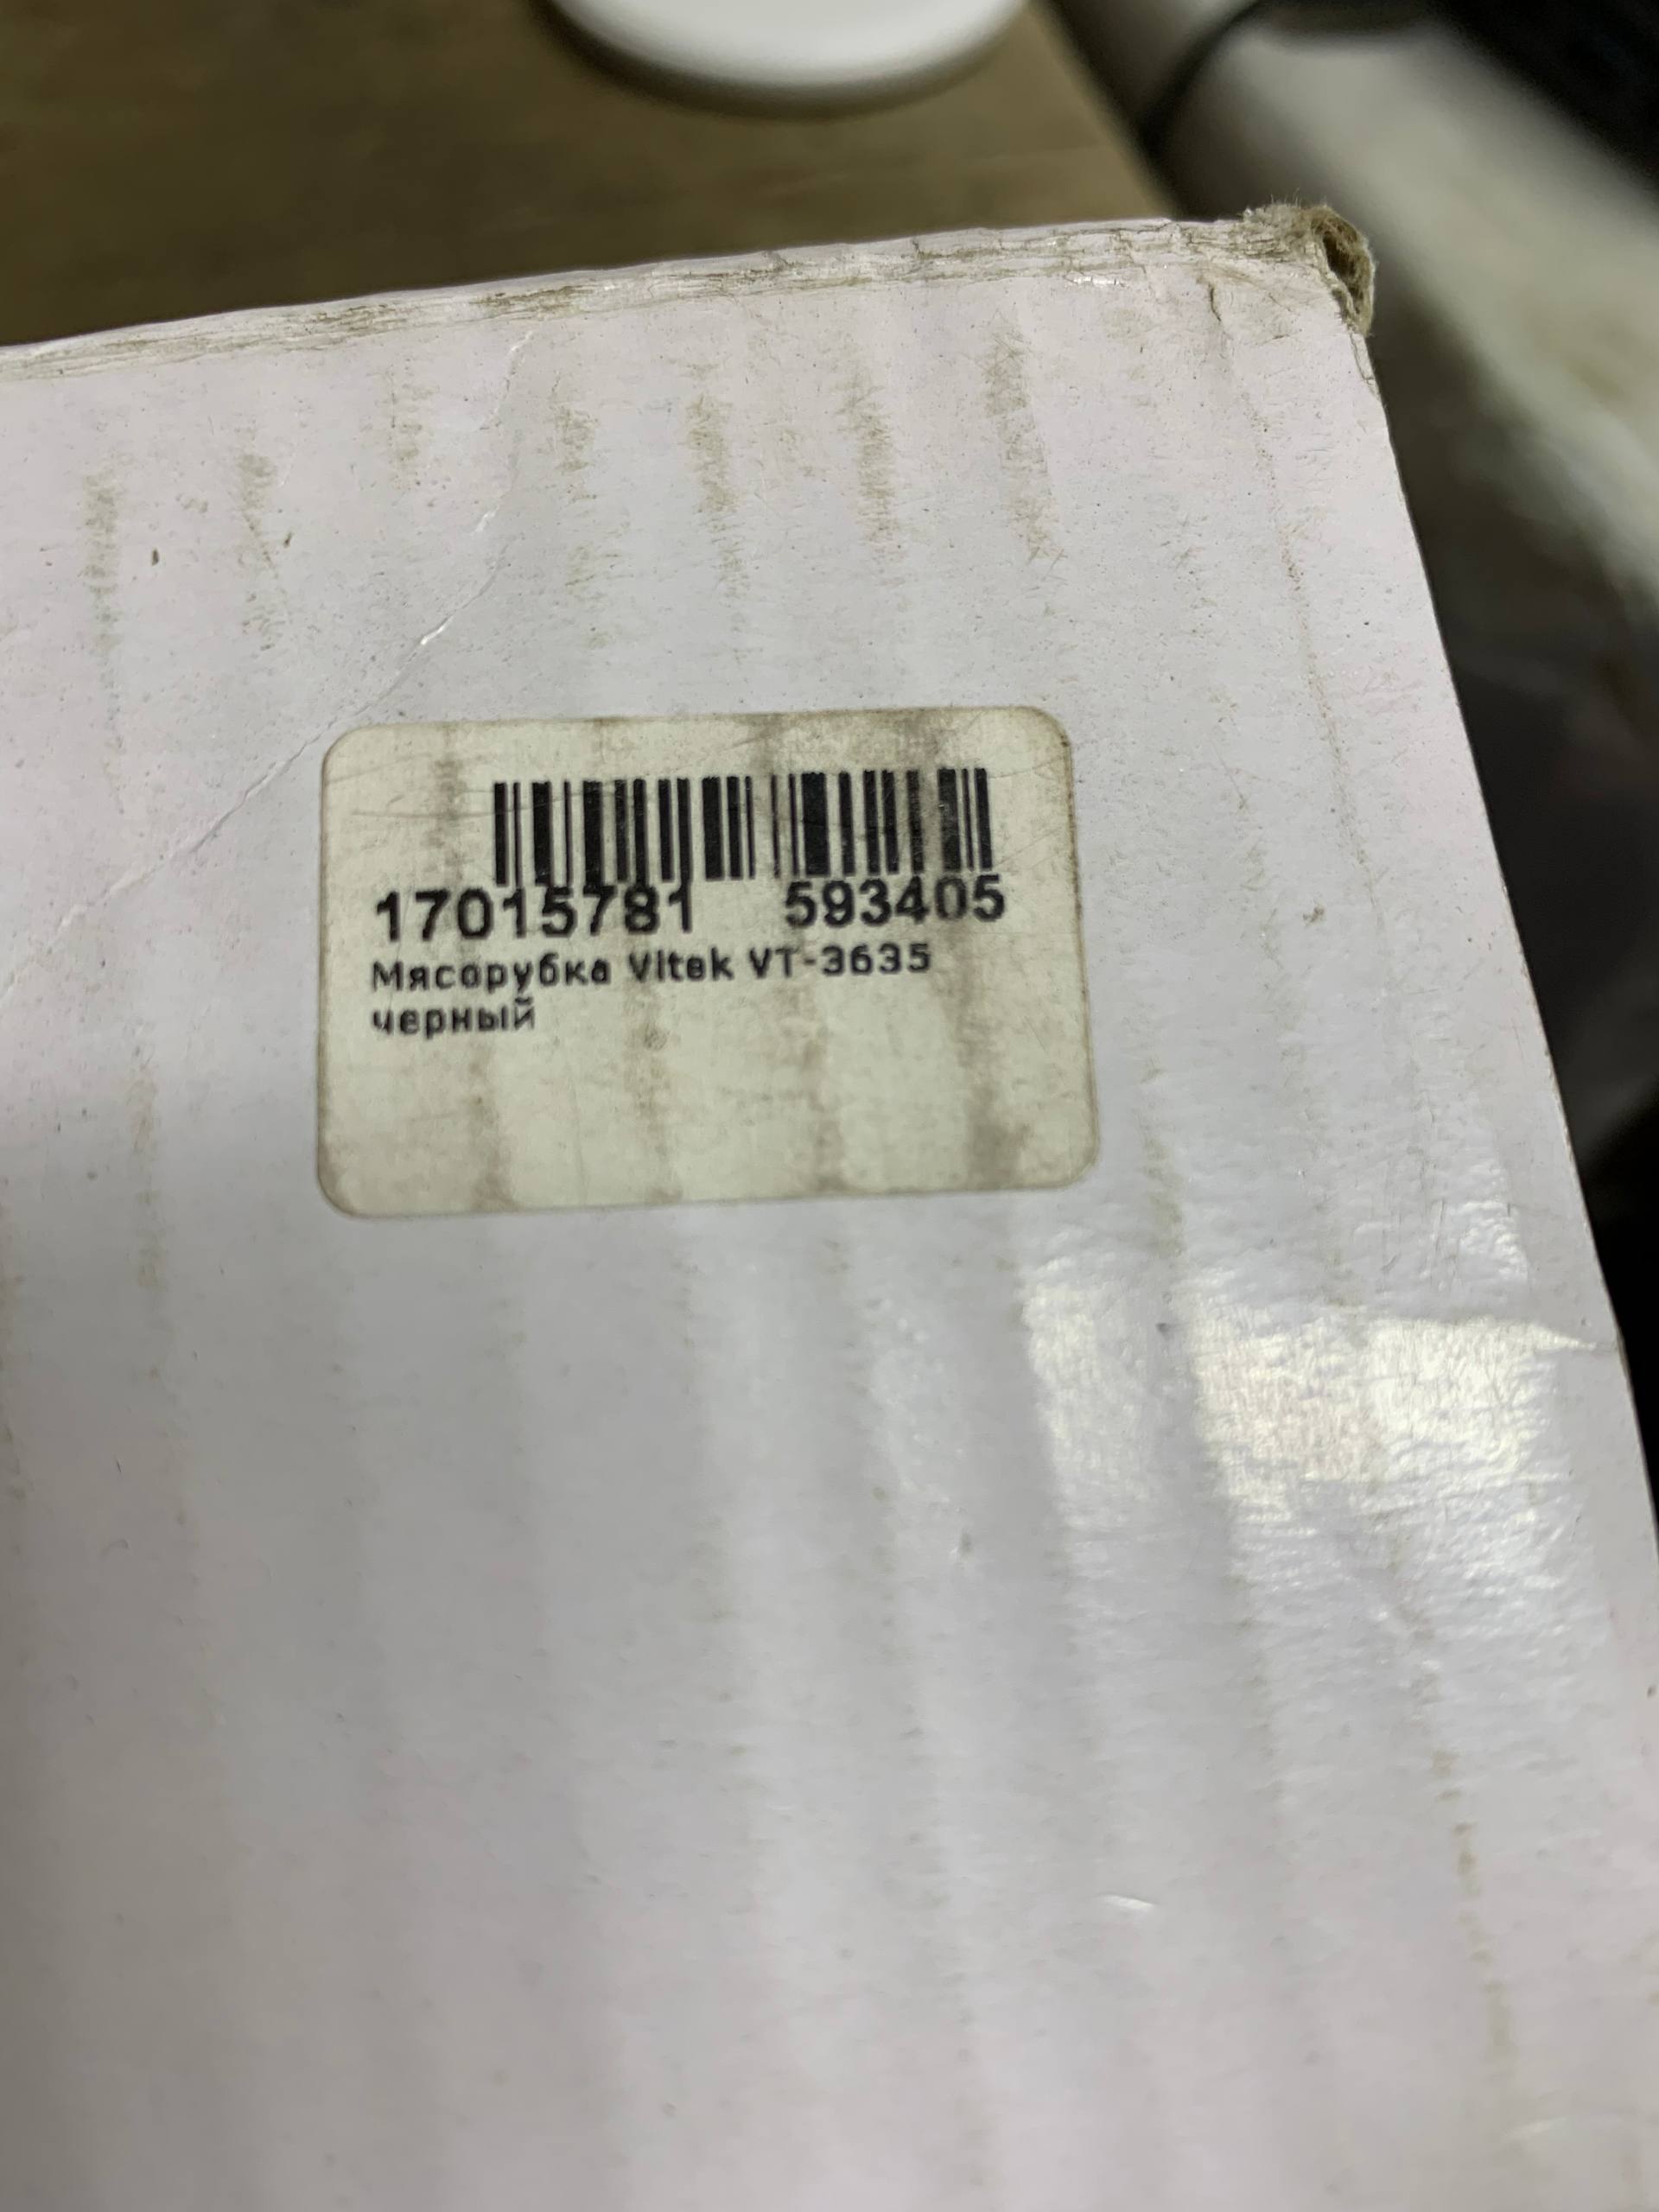 17015781 593405
Мясорубка Vitek VT-3635
черный